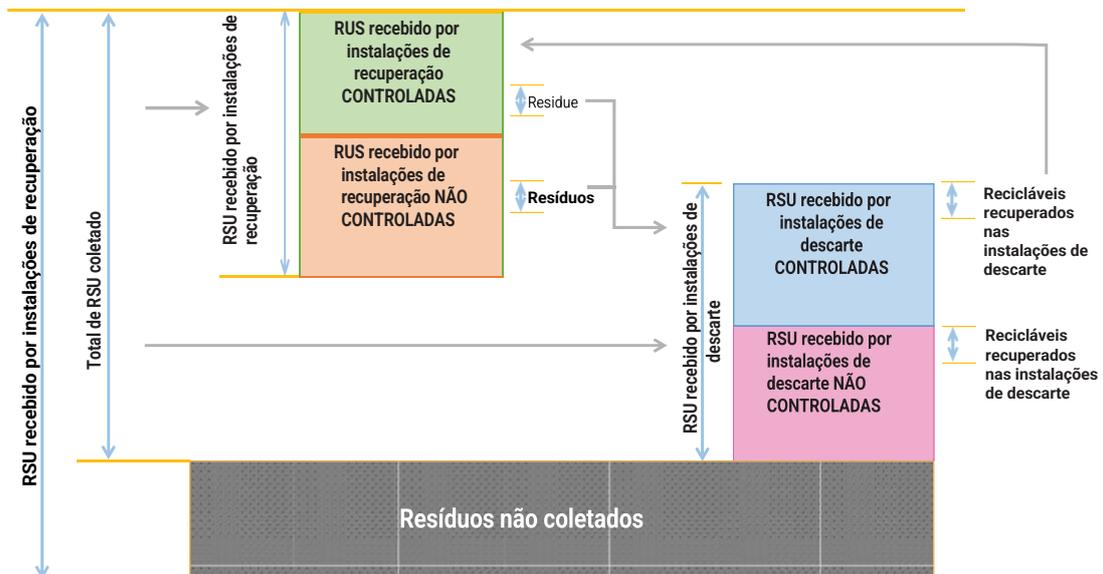 RSU recebido por instalações de recuperação
Total de RSU coletado
RSU recebido por instalações de
recuperação
RUS recebido por
instalações de
recuperação
CONTROLADAS
RUS recebido por
instalações de
recuperação NÃO
CONTROLADAS
Residue
Resíduos
RSU recebido por instalações de
descarte
RSU recebido por
instalações de
descarte
CONTROLADAS
RSU recebido por
instalações de
descarte NÃO
CONTROLADAS
Recicláveis
recuperados
nas
instalações de
descarte
Recicláveis
recuperados
nas instalações
de descarte
Resíduos não coletados